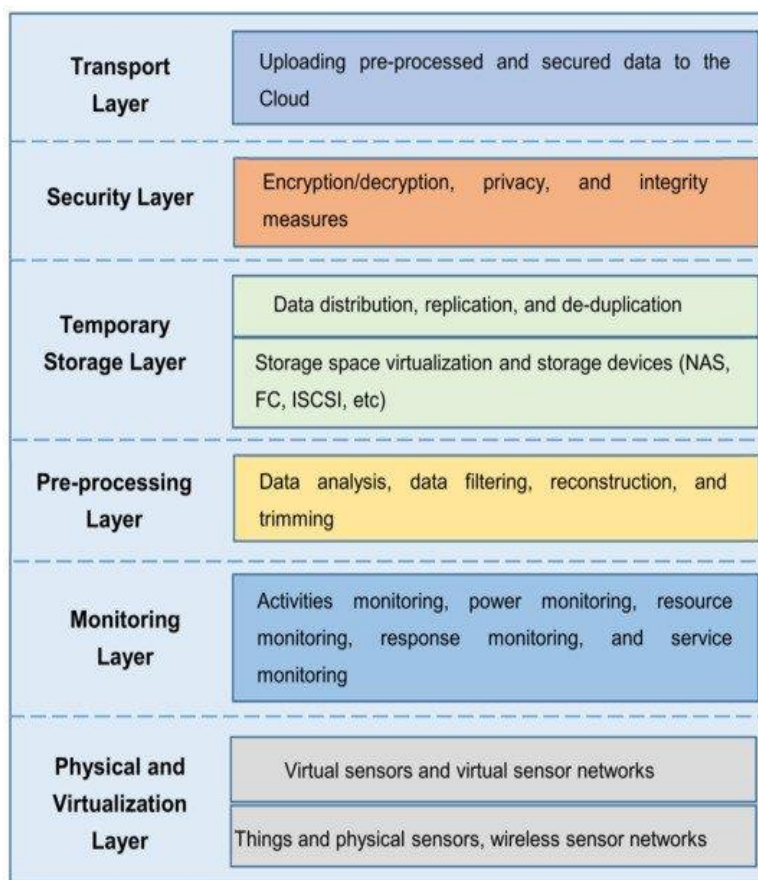 Transport
Layer
Uploading pre-processed and secured data to the
Cloud
Security Layer
Encryption/decryption, privacy, and integrity
measures
Temporary
Storage Layer
Data distribution, replication, and de-duplication
Storage space virtualization and storage devices (NAS,
FC, ISCSI, etc)
Pre-processing
Layer
Data analysis, data filtering, reconstruction, and
trimming
Monitoring
Layer
Activities monitoring, power monitoring, resource
monitoring, response monitoring, and service
monitoring
Physical and
Virtualization
Layer
Virtual sensors and virtual sensor networks
Things and physical sensors, wireless sensor networks